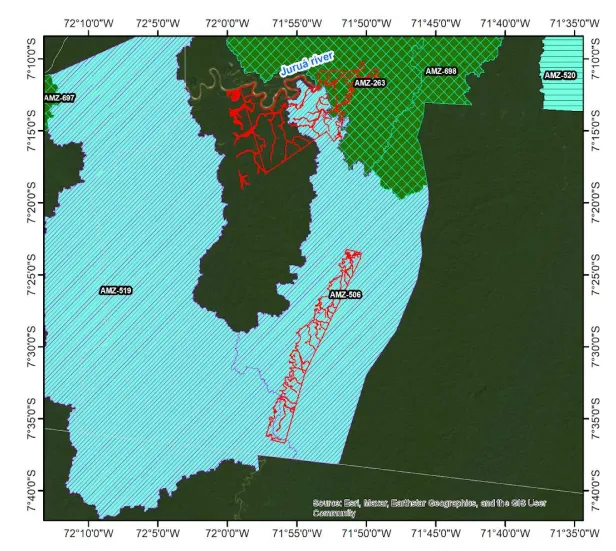 72°10'0"W 72°5'0"W 72°0'0"W 71°55'0"W 71°50'0"W 71°45'0"W 71°40'0"W 71°35'0"W
7°10'0"S 7°10'0"S
Juruá river
AMZ-263
AMZ-698
AMZ-520
AMZ-697
7°15'0"S 7°15'0"S
7°20'0"S 7°20'0"S
7°25'0"S 7°25'0"S
AMZ-519
AMZ-506
7°30'0"S 7°30'0"S
7°35'0"S 7°35'0"S
7°40'0"S 7°40'0"S
Source: Esri, Maxar, Earthstar Geographics, and the GIS User
Community
72°10'0"W 72°5'0"W 72°0'0"W 71°55'0"W 71°50'0"W 71°45'0"W 71°40'0"W 71°35'0"W